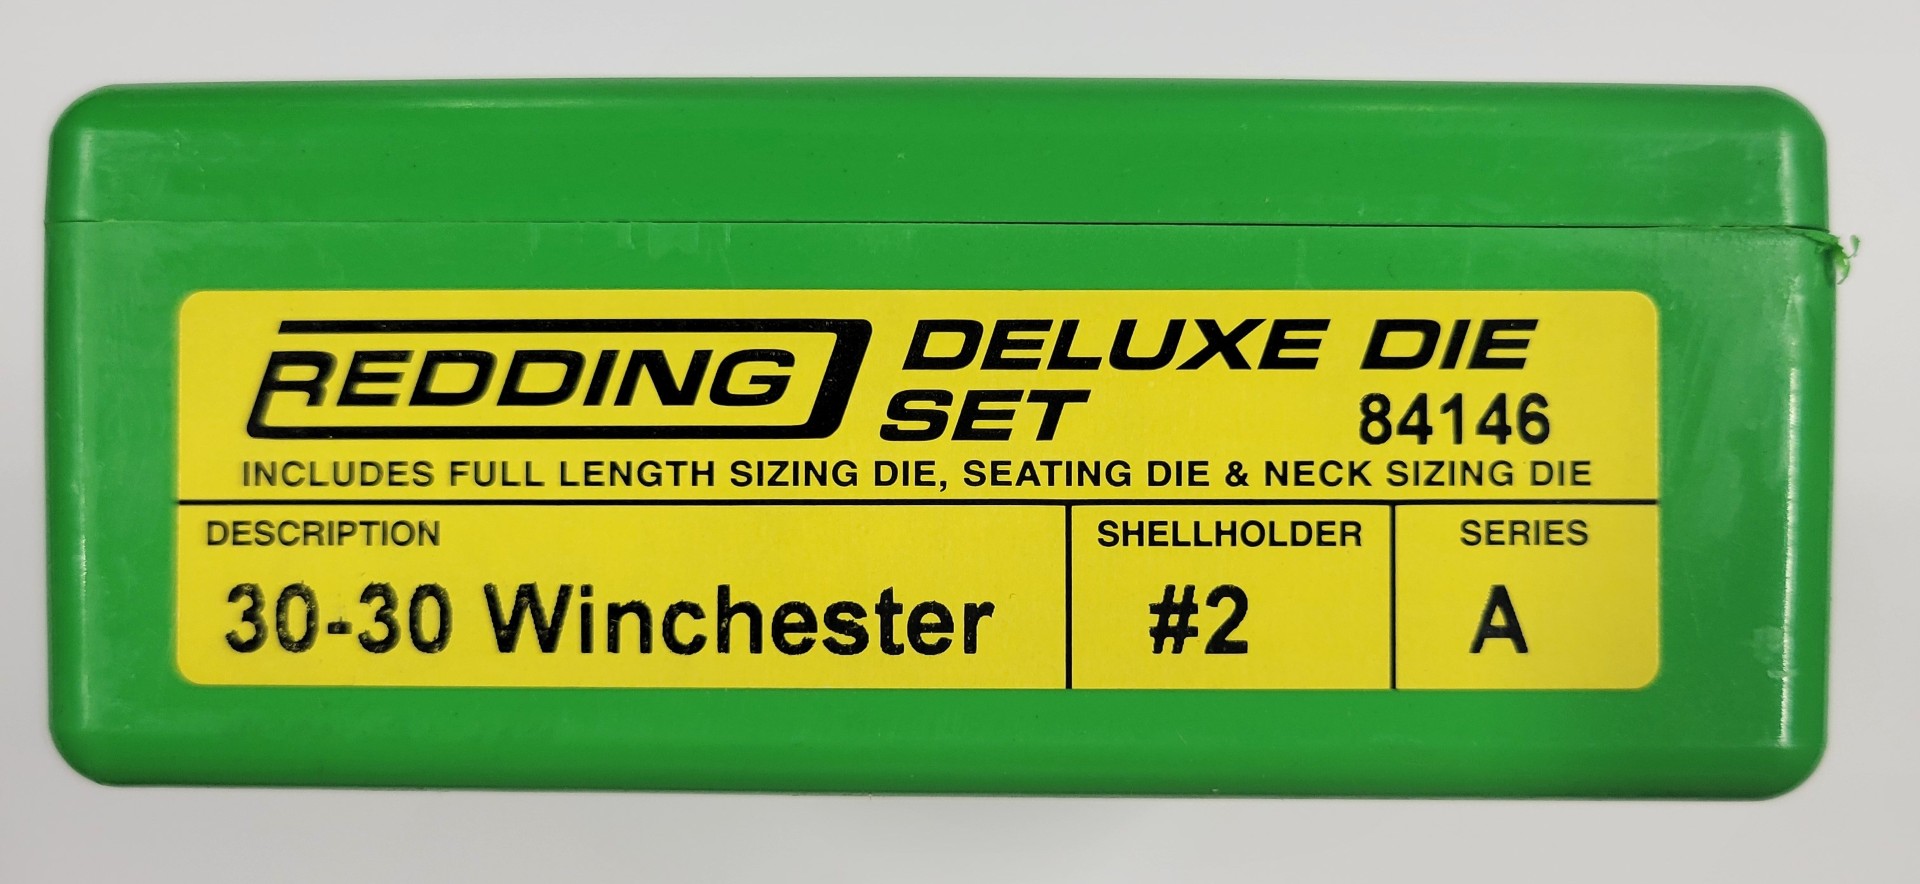 REDDING DELUXE DIE
SET 84146
INCLUDES FULL LENGTH SIZING DIE, SEATING DIE & NECK SIZING DIE
DESCRIPTION SHELLHOLDER SERIES
30-30 Winchester #2 A